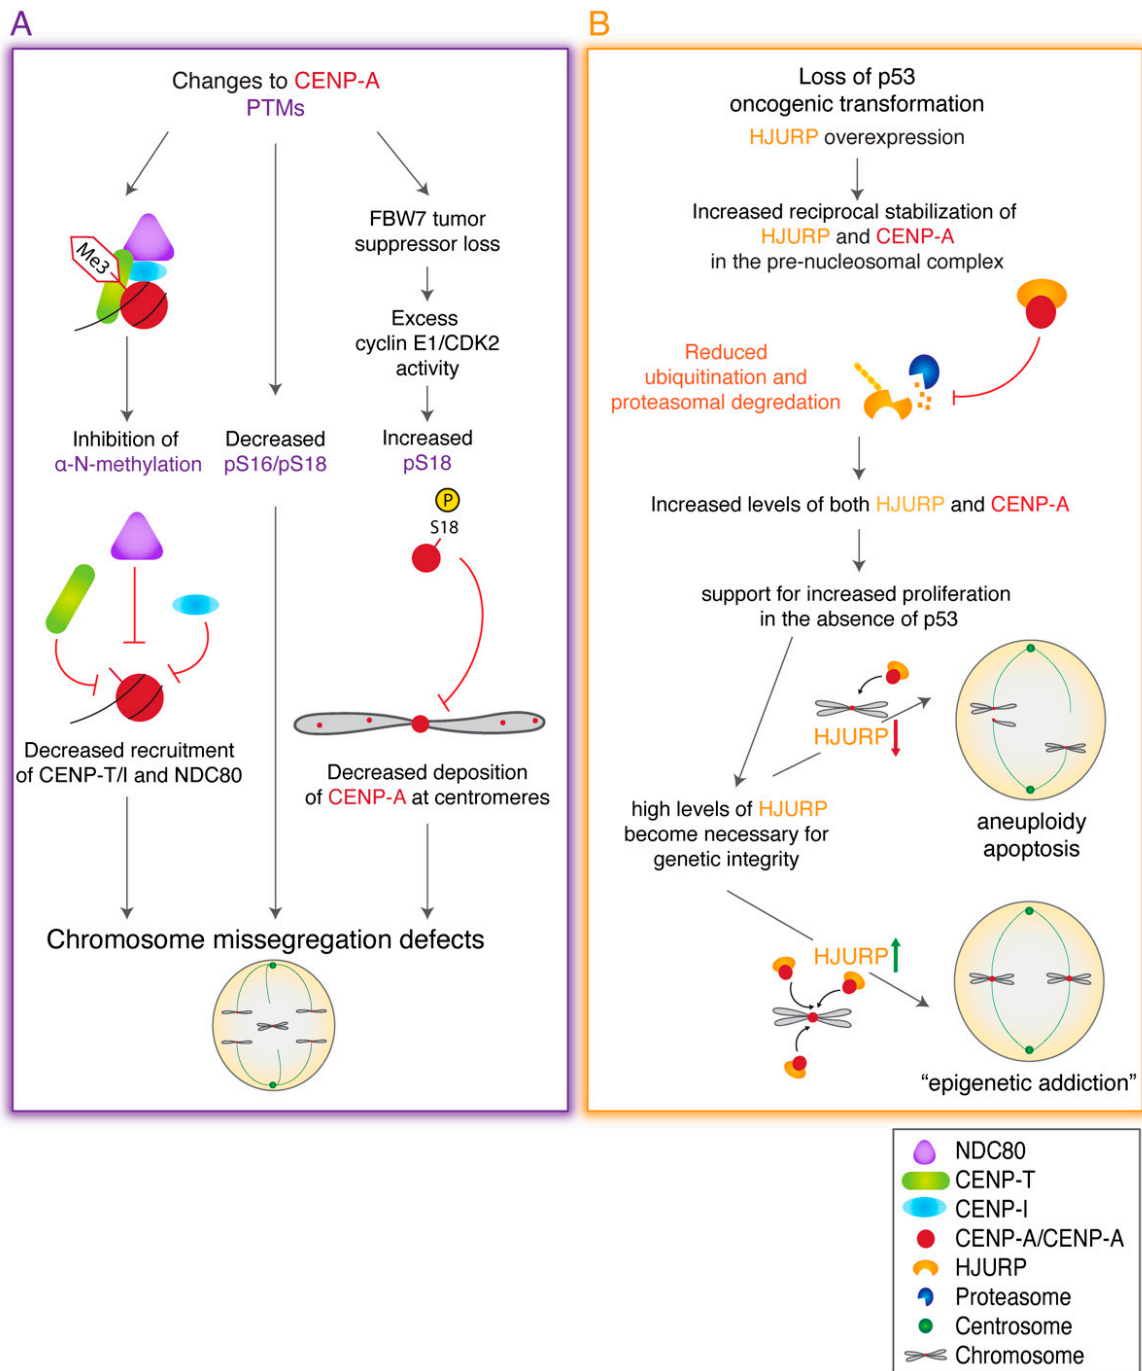 A
Changes to CENP-A
PTMs
Me3
FBW7 tumor
suppressor loss
Excess
cyclin E1/CDK2
activity
Inhibition of
α-N-methylation
Decreased
pS16/pS18
Increased
pS18
P
S18
Decreased recruitment
of CENP-T/I and NDC80
Decreased deposition
of CENP-A at centromeres
Chromosome missegregation defects
B
Loss of p53
oncogenic transformation
HJURP overexpression
Increased reciprocal stabilization of
HJURP and CENP-A
in the pre-nucleosomal complex
Reduced
ubiquitination and
proteasomal degredation
Increased levels of both HJURP and CENP-A
support for increased proliferation
in the absence of p53
HJURP
high levels of HJURP
become necessary for
genetic integrity
aneuploidy
apoptosis
HJURP
“epigenetic addiction”
NDC80
CENP-T
CENP-I
CENP-A/CENP-A
HJURP
Proteasome
Centrosome
Chromosome